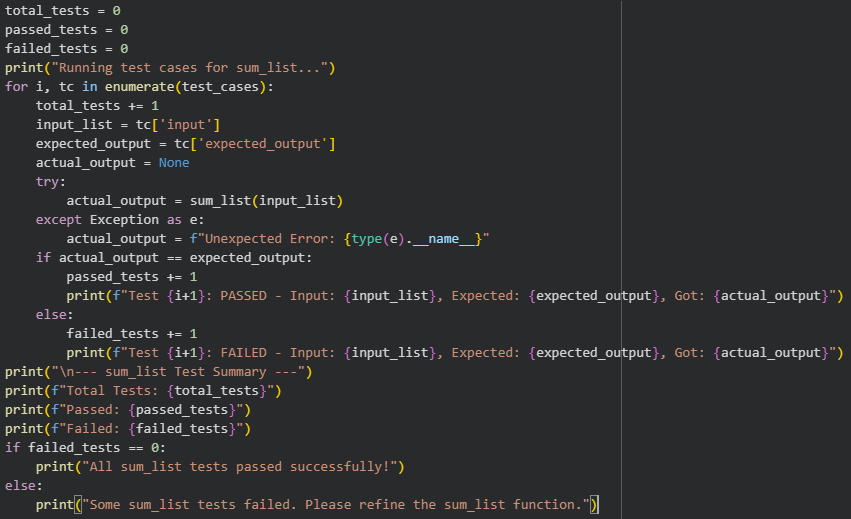 total_tests = 0
passed_tests = 0
failed_tests = 0
print("Running test cases for sum_list...")
for i, tc in enumerate(test_cases):
    total_tests += 1
    input_list = tc['input']
    expected_output = tc['expected_output']
    actual_output = None
    try:
        actual_output = sum_list(input_list)
    except Exception as e:
        actual_output = f"Unexpected Error: {type(e).__name__}"
    if actual_output == expected_output:
        passed_tests += 1
        print(f"Test {i+1}: PASSED - Input: {input_list}, Expected: {expected_output}, Got: {actual_output}")
    else:
        failed_tests += 1
        print(f"Test {i+1}: FAILED - Input: {input_list}, Expected: {expected_output}, Got: {actual_output}")
print("\n--- sum_list Test Summary ---")
print(f"Total Tests: {total_tests}")
print(f"Passed: {passed_tests}")
print(f"Failed: {failed_tests}")
if failed_tests == 0:
    print("All sum_list tests passed successfully!")
else:
    print("Some sum_list tests failed. Please refine the sum_list function.")